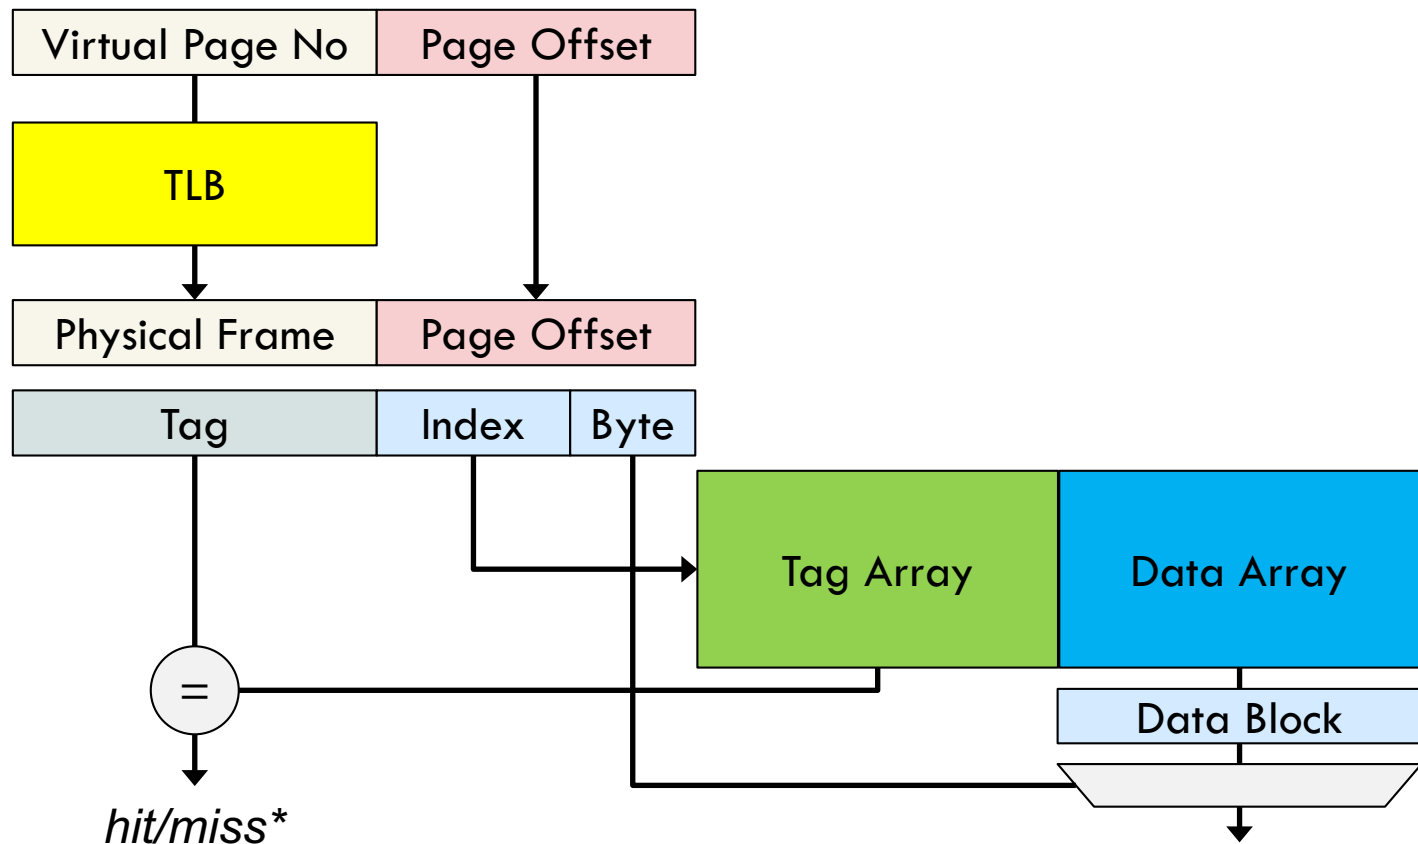 Virtual Page No
Page Offset
TLB
Physical Frame
Page Offset
Tag
Index
Byte
Tag Array
Data Array
=
Data Block
hit/miss*